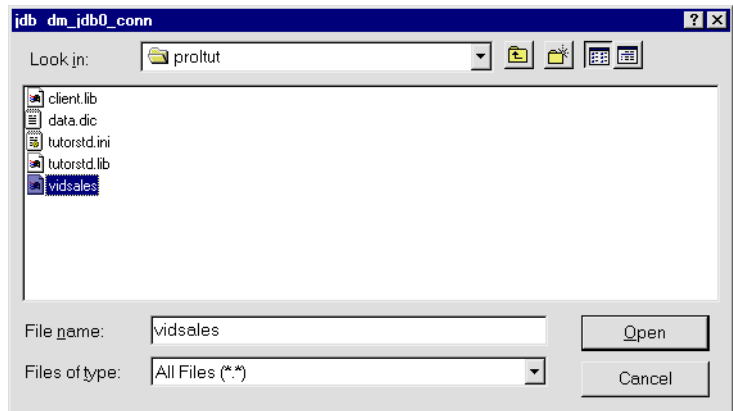 jdb dm_jdb0_conn
Look in: proltut
client.lib
data.dic
tutorstd.ini
tutorstd.lib
vidsales
File name: vidsales Open
Files of type: All Files (*.*) Cancel